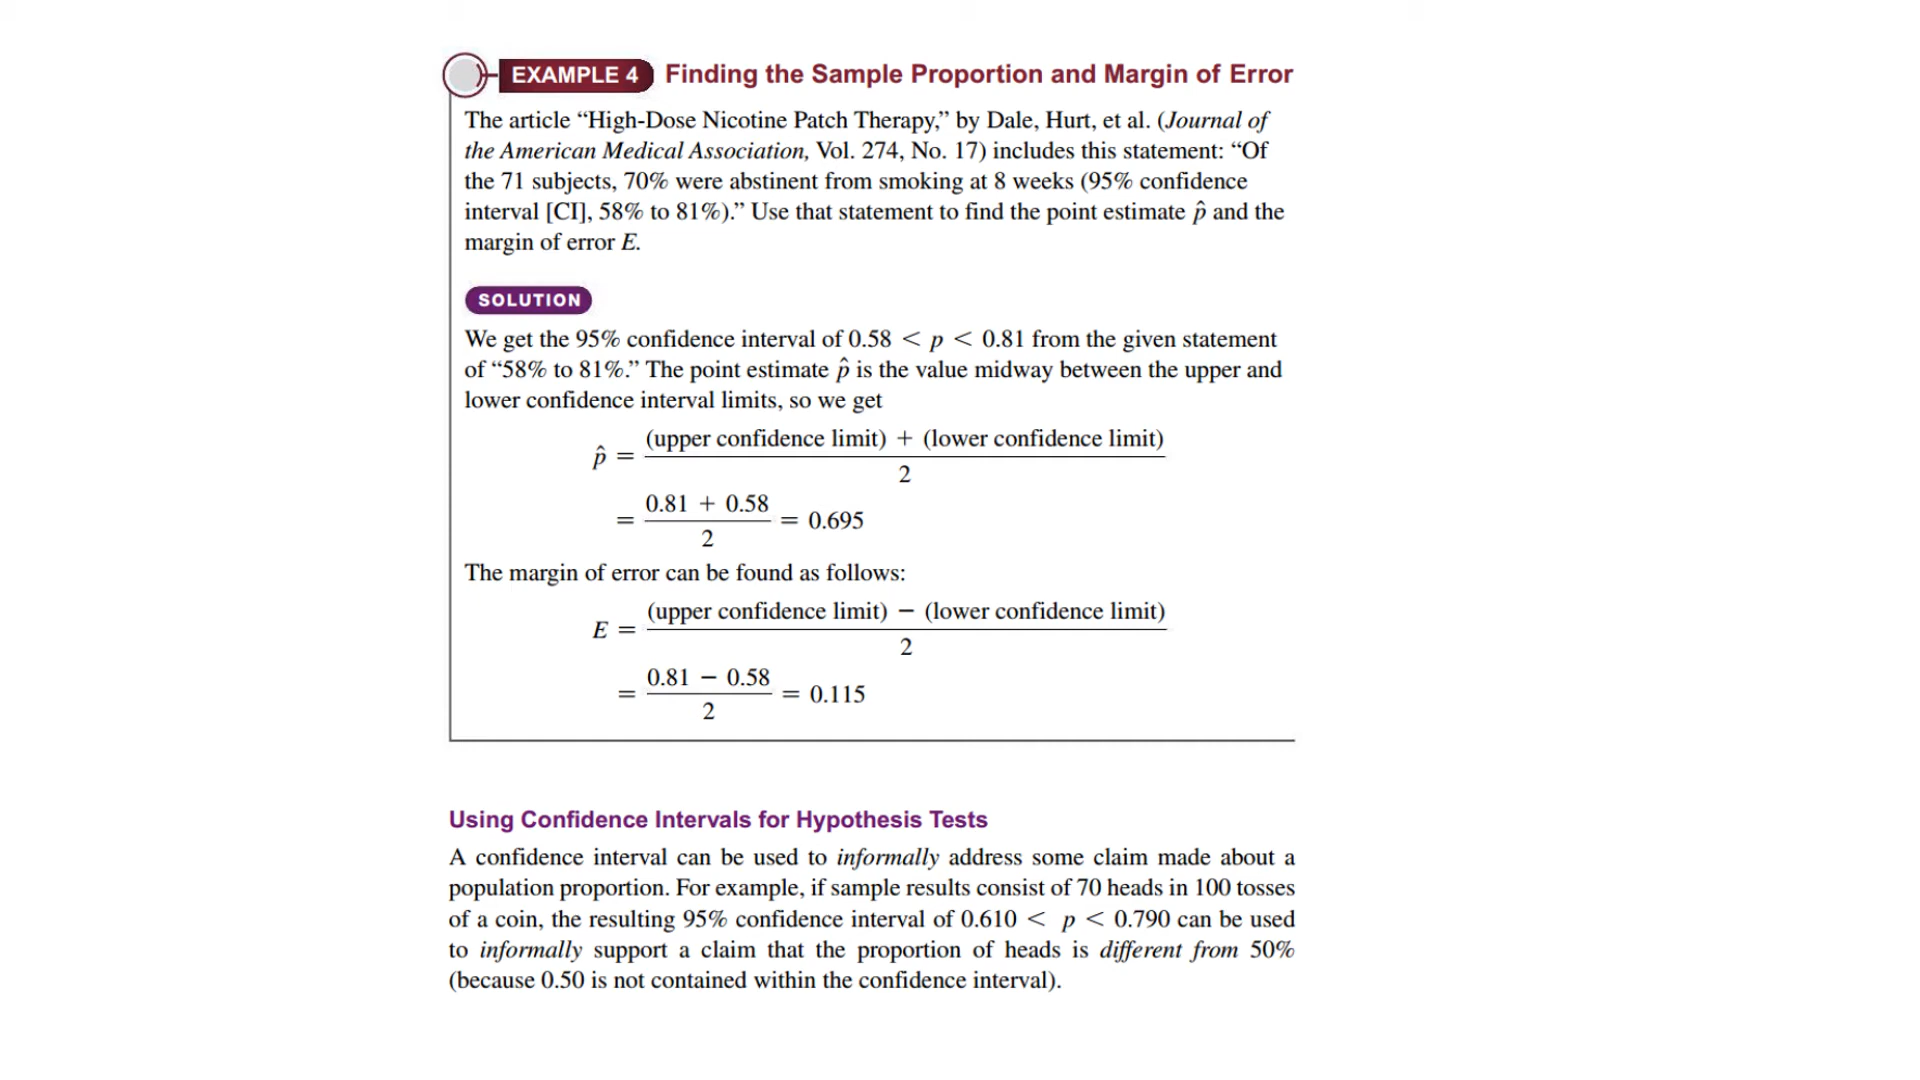 EXAMPLE 4 Finding the Sample Proportion and Margin of Error
The article “High-Dose Nicotine Patch Therapy,” by Dale, Hurt, et al. (Journal of
the American Medical Association, Vol. 274, No. 17) includes this statement: “Of
the 71 subjects, 70% were abstinent from smoking at 8 weeks (95% confidence
interval [CI], 58% to 81%).” Use that statement to find the point estimate p̂ and the
margin of error E.
SOLUTION
We get the 95% confidence interval of 0.58 < p < 0.81 from the given statement
of “58% to 81%.” The point estimate p̂ is the value midway between the upper and
lower confidence interval limits, so we get
(upper confidence limit) + (lower confidence limit)
p̂ =
2
0.81 + 0.58
= = 0.695
2
The margin of error can be found as follows:
(upper confidence limit) − (lower confidence limit)
E =
2
0.81 − 0.58
= = 0.115
2
Using Confidence Intervals for Hypothesis Tests
A confidence interval can be used to informally address some claim made about a
population proportion. For example, if sample results consist of 70 heads in 100 tosses
of a coin, the resulting 95% confidence interval of 0.610 < p < 0.790 can be used
to informally support a claim that the proportion of heads is different from 50%
(because 0.50 is not contained within the confidence interval).